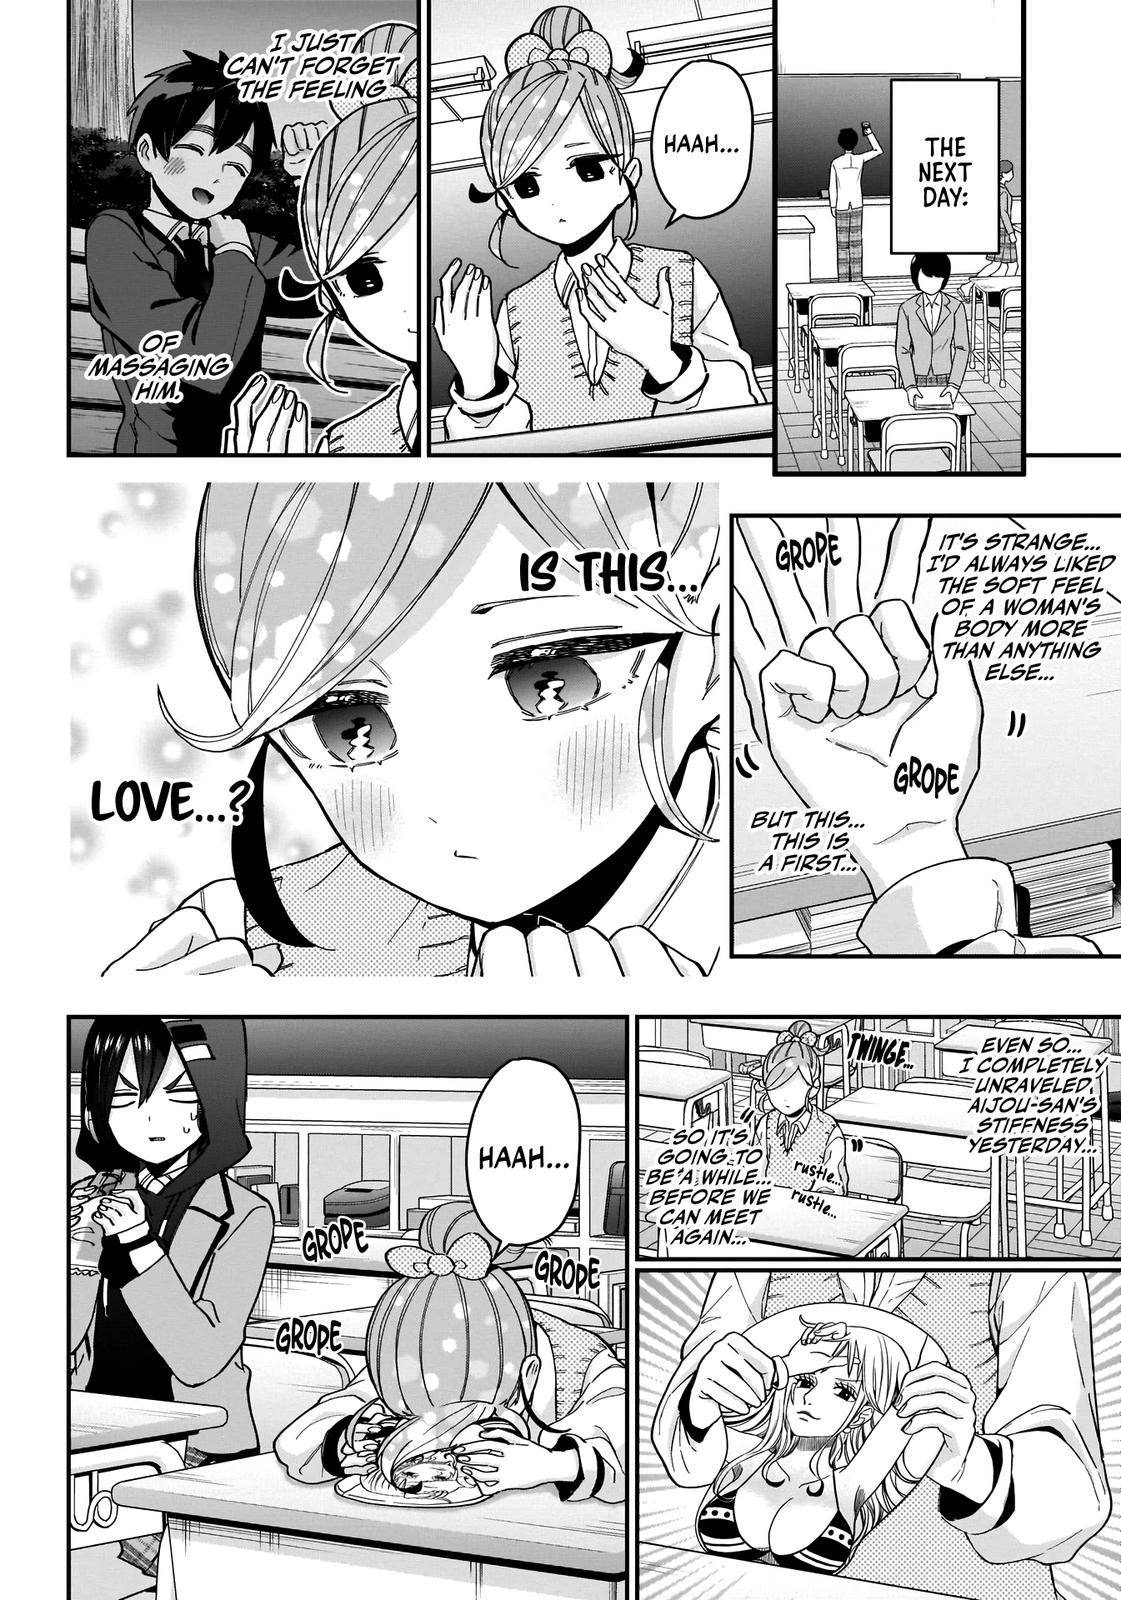 THE
NEXT
DAY:
HAAH...
I JUST
CAN'T FORGET
THE FEELING
OF
MASSAGING
HIM.
IT'S STRANGE...
I'D ALWAYS LIKED
THE SOFT FEEL
OF A WOMAN'S
BODY MORE
THAN ANYTHING
ELSE...
GROPE
GROPE
BUT THIS...
THIS IS
A FIRST...
IS THIS...
LOVE...?
EVEN SO...
I COMPLETELY
UNRAVELED
AIJOU-SAN'S
STIFFNESS
YESTERDAY...
TWINGE...
SO IT'S
GOING TO
BE A WHILE...
BEFORE WE
CAN MEET
AGAIN...
rustle...
rustle...
HAAH...
GROPE
GROPE
GROPE